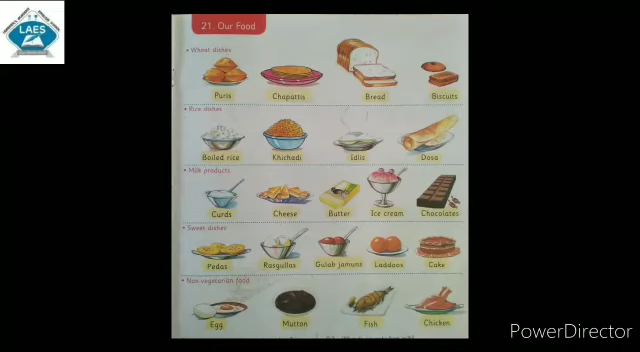 LAES
21. Our Food
• Wheat dishes
Puris Chapattis Bread Biscuits
• Rice dishes
Boiled rice Khichadi Idlis Dosa
• Milk products
Curds Cheese Butter Ice cream Chocolates
• Sweet dishes
Pedas Rasgullas Gulab jamuns Laddoos Cake
• Non-vegetarian food
Egg Mutton Fish Chicken
PowerDirector